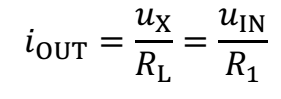 i_OUT = u_X / R_L = u_IN / R_1